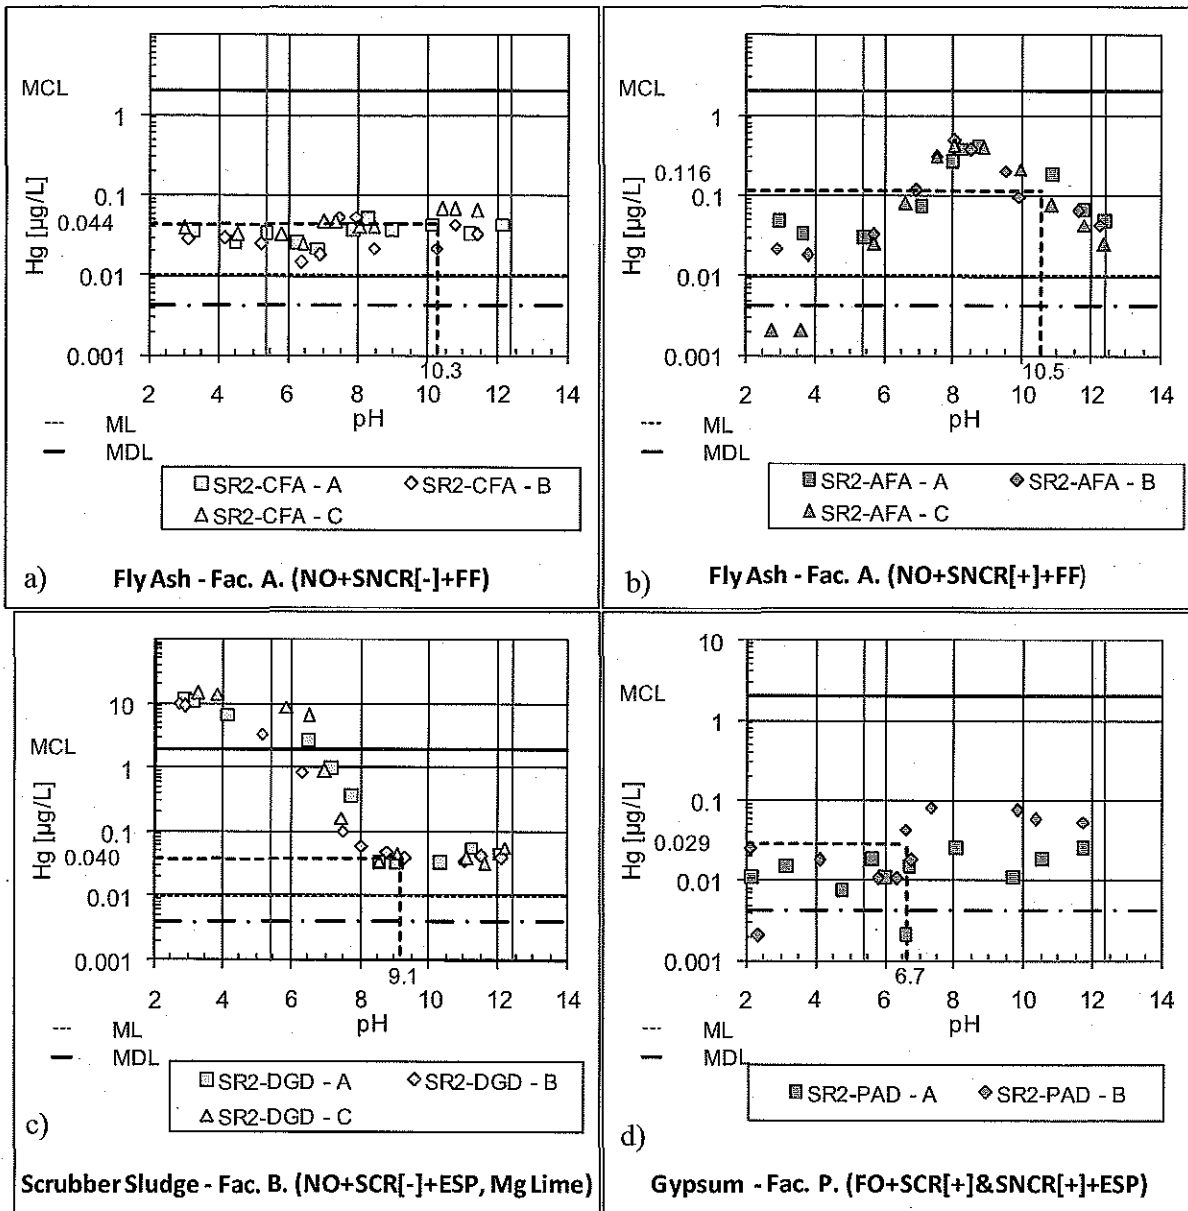 MCL
1
0.1
0.044
0.01
0.001
Hg [µg/L]
10.3
2 4 6 8 10 12 14
pH
--- ML
— MDL
SR2-CFA - A SR2-CFA - B
SR2-CFA - C
a) Fly Ash - Fac. A. (NO+SNCR[-]+FF)
MCL
1
0.116
0.1
0.01
0.001
Hg [µg/L]
10.5
2 4 6 8 10 12 14
pH
--- ML
— MDL
SR2-AFA - A SR2-AFA - B
SR2-AFA - C
b) Fly Ash - Fac. A. (NO+SNCR[+]+FF)
10
MCL
1
0.1
0.040
0.01
0.001
Hg [µg/L]
9.1
2 4 6 8 10 12 14
pH
--- ML
— MDL
SR2-DGD - A SR2-DGD - B
SR2-DGD - C
c)
Scrubber Sludge - Fac. B. (NO+SCR[-]+ESP, Mg Lime)
10
MCL
1
0.1
0.029
0.01
0.001
Hg [µg/L]
6.7
2 4 6 8 10 12 14
pH
--- ML
— MDL
SR2-PAD - A SR2-PAD - B
d)
Gypsum - Fac. P. (FO+SCR[+]&SNCR[+]+ESP)